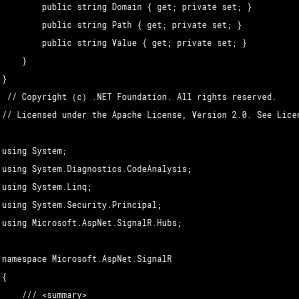 public string Domain { get; private set; }
public string Path { get; private set; }
public string Value { get; private set; }
}
}
// Copyright (c) .NET Foundation. All rights reserved.
// Licensed under the Apache License, Version 2.0. See
using System;
using System.Diagnostics.CodeAnalysis;
using System.Linq;
using System.Security.Principal;
using Microsoft.AspNet.SignalR.Hubs;
namespace Microsoft.AspNet.SignalR
{
/// <summary>